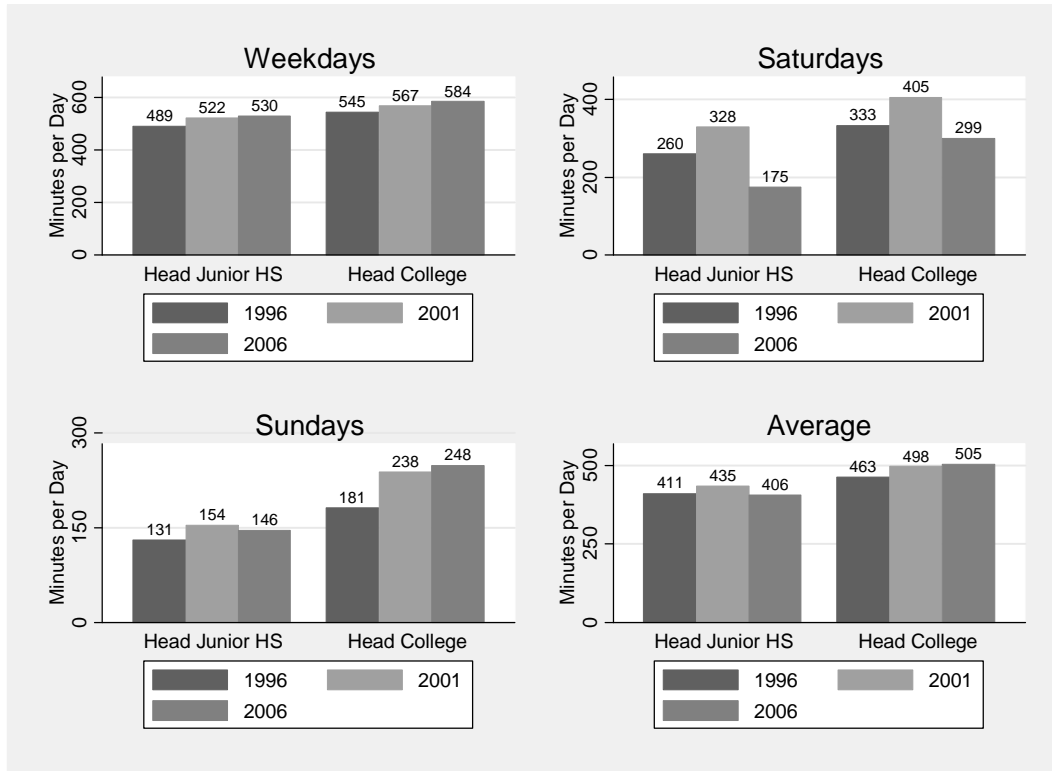 Weekdays
Minutes per Day
0 200 400 600
489 522 530 545 567 584
Head Junior HS Head College
1996 2001
2006
Saturdays
Minutes per Day
0 200 400
260 328 175 333 405 299
Head Junior HS Head College
1996 2001
2006
Sundays
Minutes per Day
0 150 300
131 154 146 181 238 248
Head Junior HS Head College
1996 2001
2006
Average
Minutes per Day
0 250 500
411 435 406 463 498 505
Head Junior HS Head College
1996 2001
2006